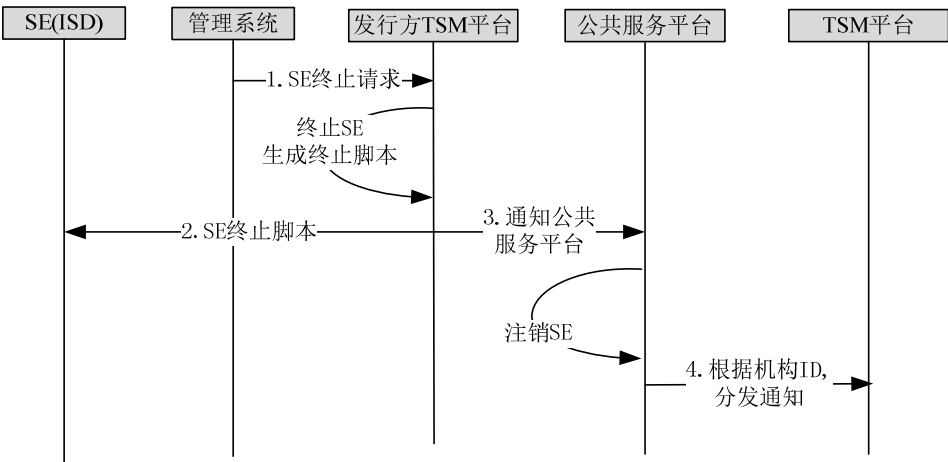 SE(ISD)
管理系统
发行方TSM平台
公共服务平台
TSM平台
1.SE终止请求
终止SE
生成终止脚本
2.SE终止脚本
3.通知公共
服务平台
注销SE
4.根据机构ID,
分发通知